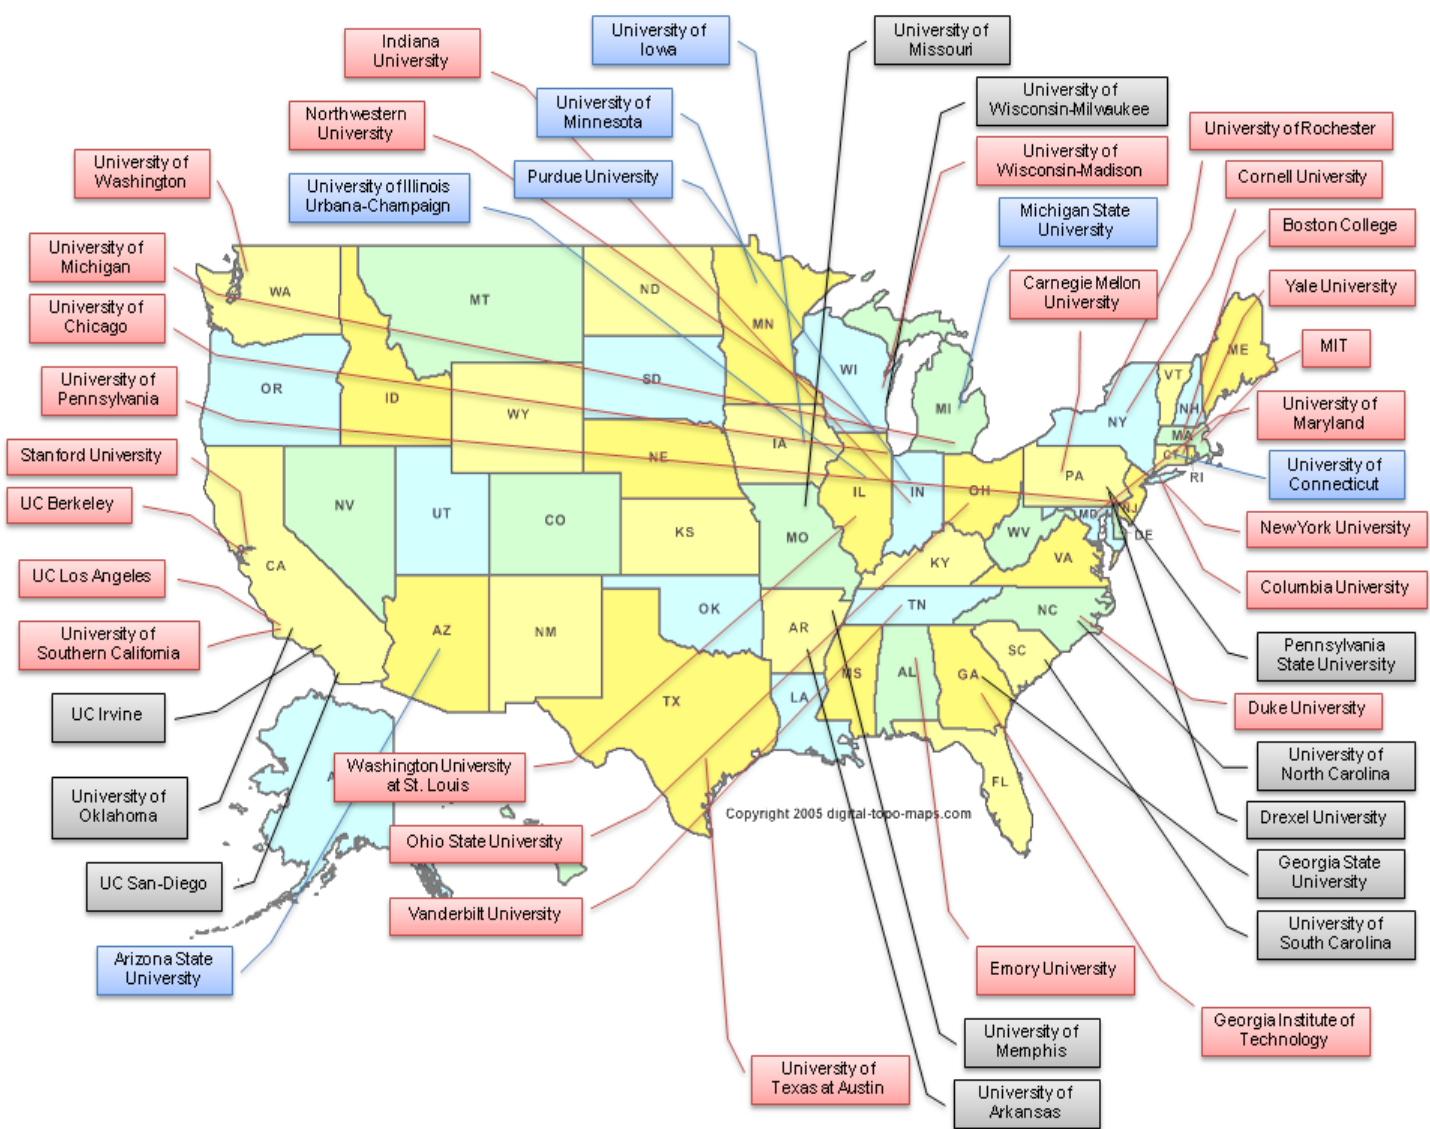 University of
Iowa
University of
Missouri
Indiana
University
University of
Minnesota
University of
Wisconsin-Milwaukee
Northwestern
University
University of Rochester
University of
Washington
Purdue University
University of
Wisconsin-Madison
Cornell University
University of Illinois
Urbana-Champaign
Michigan State
University
Boston College
University of
Michigan
Carnegie Mellon
University
Yale University
University of
Chicago
MIT
University of
Pennsylvania
University of
Maryland
Stanford University
University of
Connecticut
UC Berkeley
New York University
UC Los Angeles
Columbia University
University of
Southern California
Pennsylvania
State University
UC Irvine
Duke University
Washington University
at St. Louis
University of
North Carolina
University of
Oklahoma
Drexel University
Ohio State University
Georgia State
University
UC San-Diego
Vanderbilt University
University of
South Carolina
Arizona State
University
Emory University
Georgia Institute of
Technology
University of
Memphis
University of
Texas at Austin
University of
Arkansas
WA
MT
ND
MN
OR
ID
WY
SD
WI
MI
NY
VT
NH
ME
MA
CT
RI
NV
UT
CO
NE
IA
IL
IN
OH
PA
NJ
MD
DE
WV
VA
CA
AZ
NM
KS
MO
KY
OK
AR
TN
NC
TX
LA
MS
AL
GA
SC
FL
A
Copyright 2005 digital-topo-maps.com